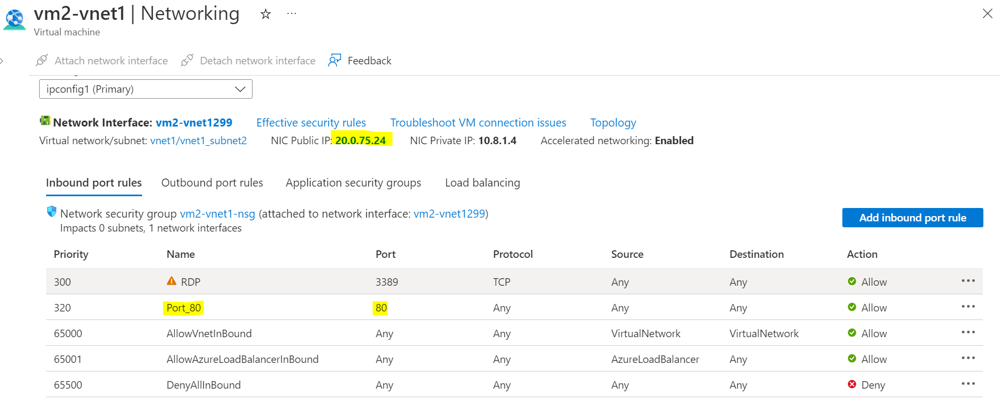 vm2-vnet1 | Networking
Virtual machine
Attach network interface Detach network interface Feedback
ipconfig1 (Primary)
Network Interface: vm2-vnet1299 Effective security rules Troubleshoot VM connection issues Topology
Virtual network/subnet: vnet1/vnet1_subnet2 NIC Public IP: 20.0.75.24 NIC Private IP: 10.8.1.4 Accelerated networking: Enabled
Inbound port rules Outbound port rules Application security groups Load balancing
Network security group vm2-vnet1-nsg (attached to network interface: vm2-vnet1299)
Impacts 0 subnets, 1 network interfaces
Add inbound port rule
Priority Name Port Protocol Source Destination Action
300 RDP 3389 TCP Any Any Allow
320 Port_80 80 Any Any Any Allow
65000 AllowVnetInBound Any Any VirtualNetwork VirtualNetwork Allow
65001 AllowAzureLoadBalancerInBound Any Any AzureLoadBalancer Any Allow
65500 DenyAllInBound Any Any Any Any Deny